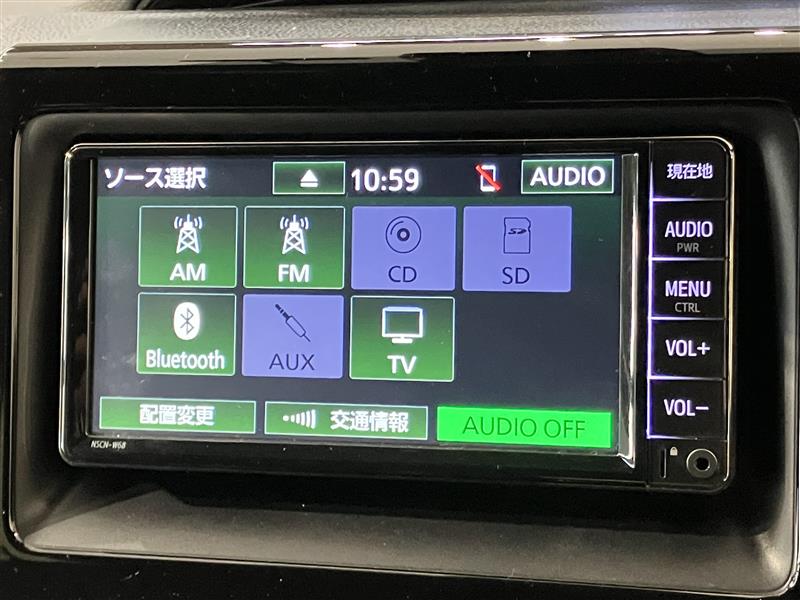 ソース選択
10:59
AUDIO
AM
FM
CD
SD
SD
Bluetooth
AUX
TV
配置変更
交通情報
AUDIO OFF
NSCN-W68
現在地
AUDIO
PWR
MENU
CTRL
VOL+
VOL-